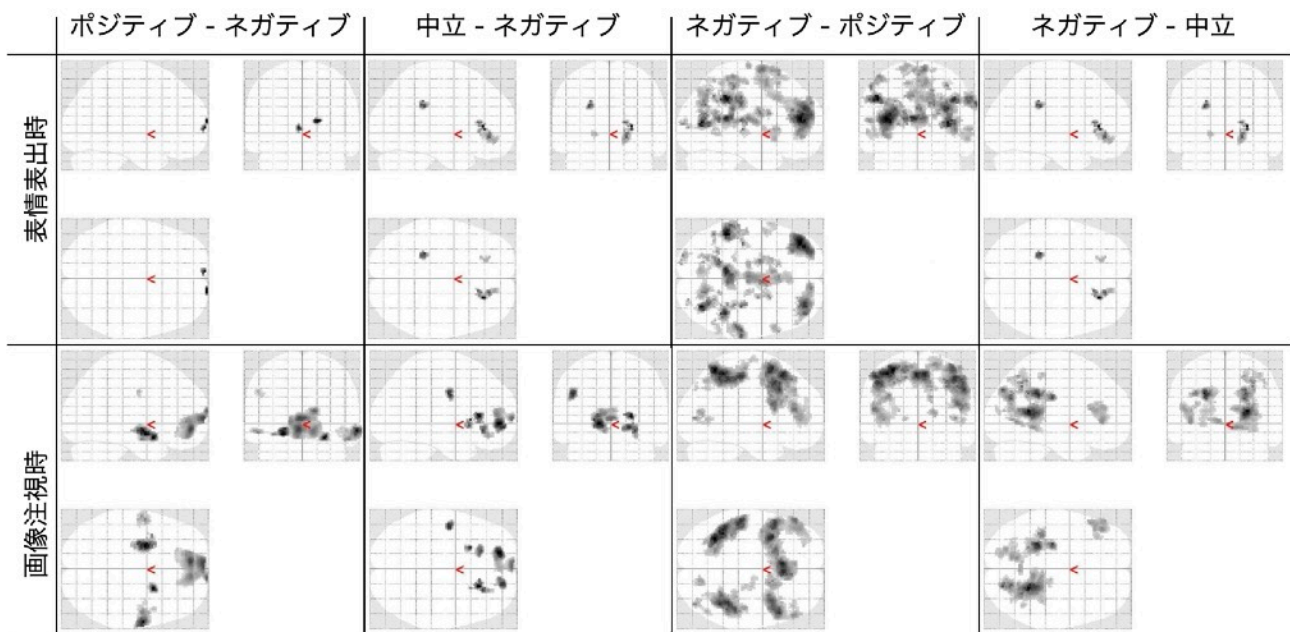 ポジティブ - ネガティブ
中立 - ネガティブ
ネガティブ - ポジティブ
ネガティブ - 中立
表情表出時
画像注視時